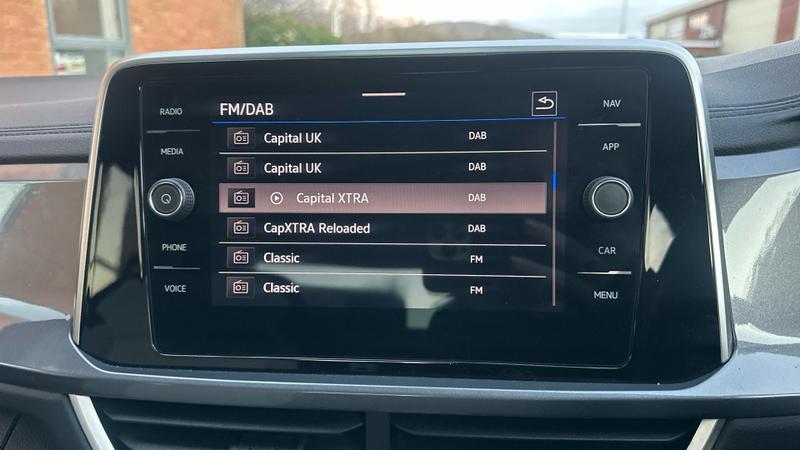 RADIO
MEDIA
PHONE
VOICE
FM/DAB
Capital UK DAB
Capital UK DAB
Capital XTRA DAB
CapXTRA Reloaded DAB
Classic FM
Classic FM
NAV
APP
CAR
MENU